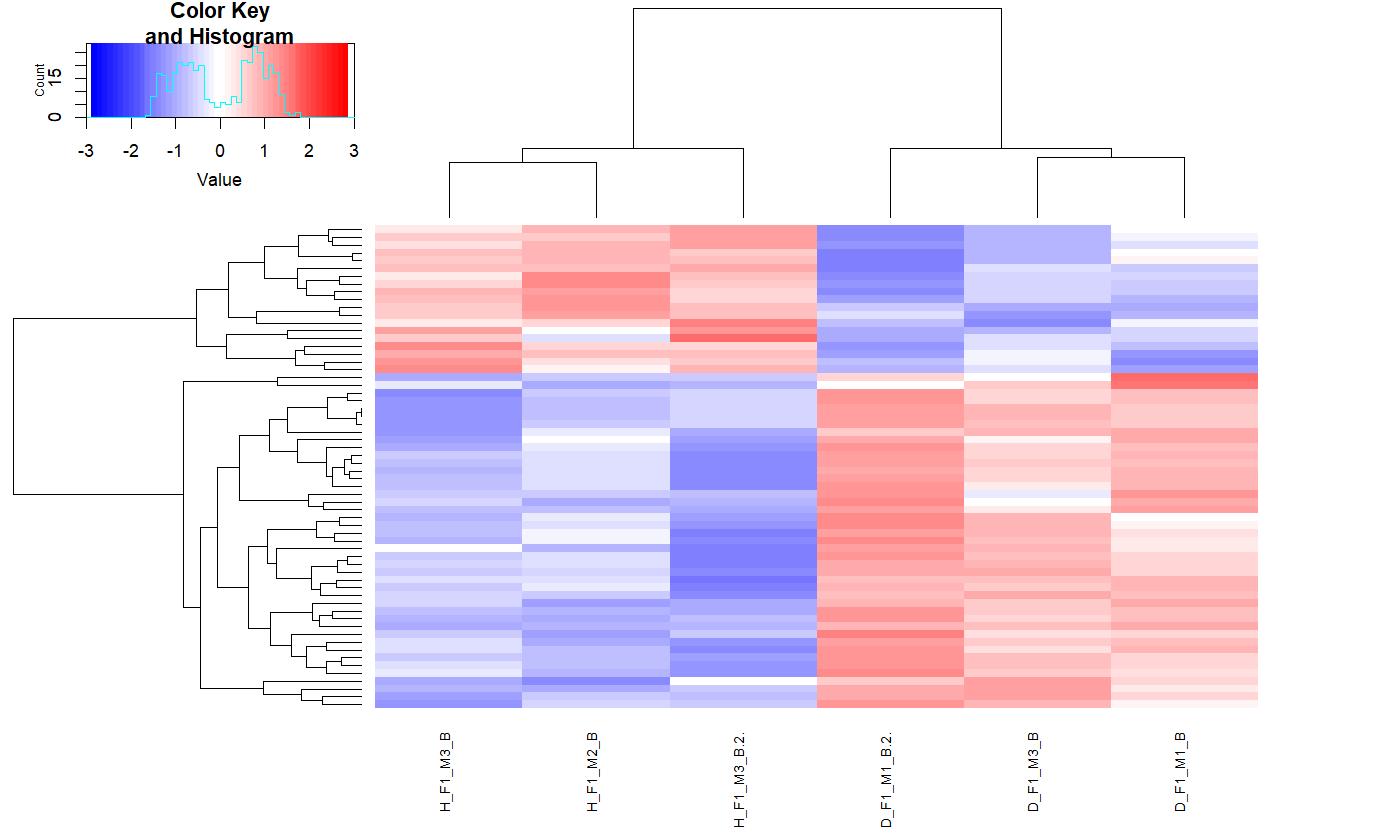 Color Key
and Histogram
Count
0 15
-3 -2 -1 0 1 2 3
Value
H_F1_M3_B
H_F1_M2_B
H_F1_M3_B.2.
D_F1_M1_B.2.
D_F1_M3_B
D_F1_M1_B